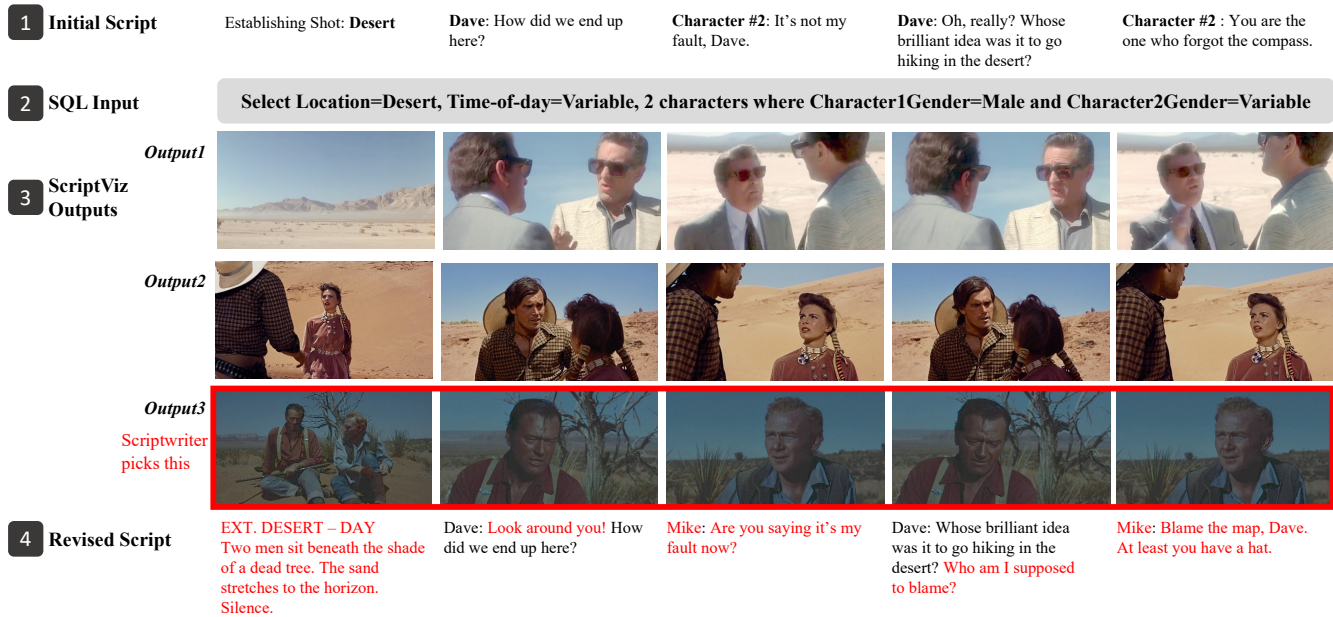 1 Initial Script
Establishing Shot: Desert
Dave: How did we end up
here?
Character #2: It's not my
fault, Dave.
Dave: Oh, really? Whose
brilliant idea was it to go
hiking in the desert?
Character #2 : You are the
one who forgot the compass.
2 SQL Input
Select Location=Desert, Time-of-day=Variable, 2 characters where Character1Gender=Male and Character2Gender=Variable
Output1
3 ScriptViz
Outputs
Output2
Output3
Scriptwriter
picks this
4 Revised Script
EXT. DESERT – DAY
Two men sit beneath the shade
of a dead tree. The sand
stretches to the horizon.
Silence.
Dave: Look around you! How
did we end up here?
Mike: Are you saying it's my
fault now?
Dave: Whose brilliant idea
was it to go hiking in the
desert? Who am I supposed
to blame?
Mike: Blame the map, Dave.
At least you have a hat.